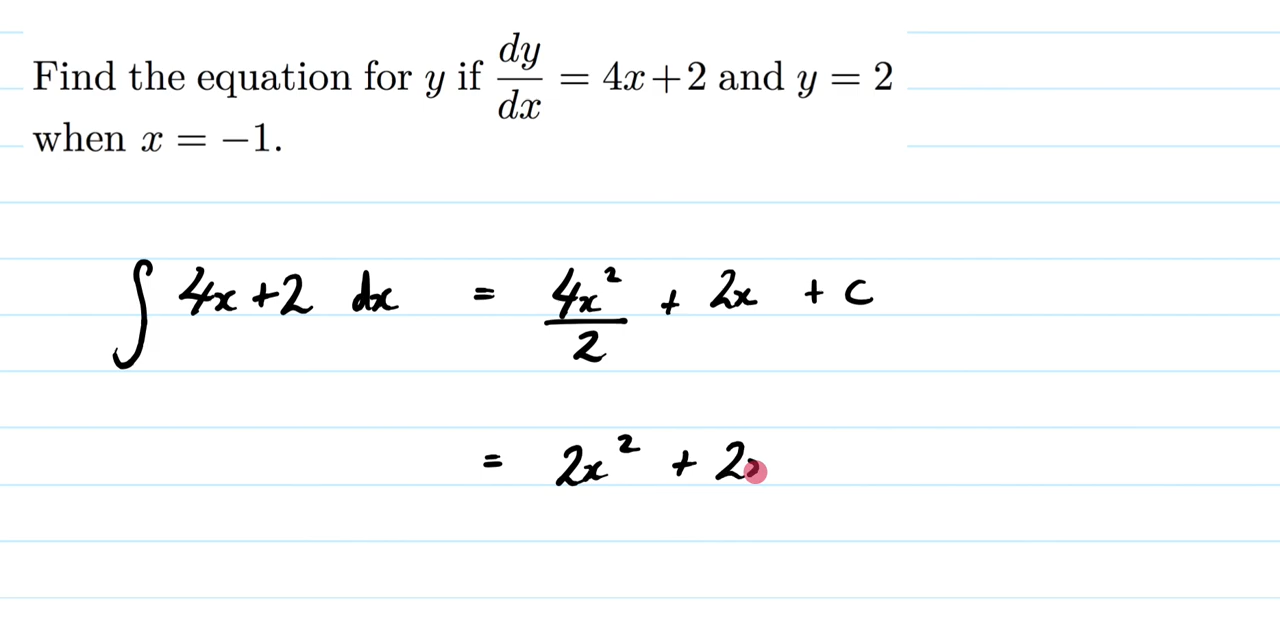 Find the equation for y if dy/dx = 4x+2 and y = 2
when x = −1.
∫ 4x+2 dx = 4x²/2 + 2x + c
= 2x² + 2x